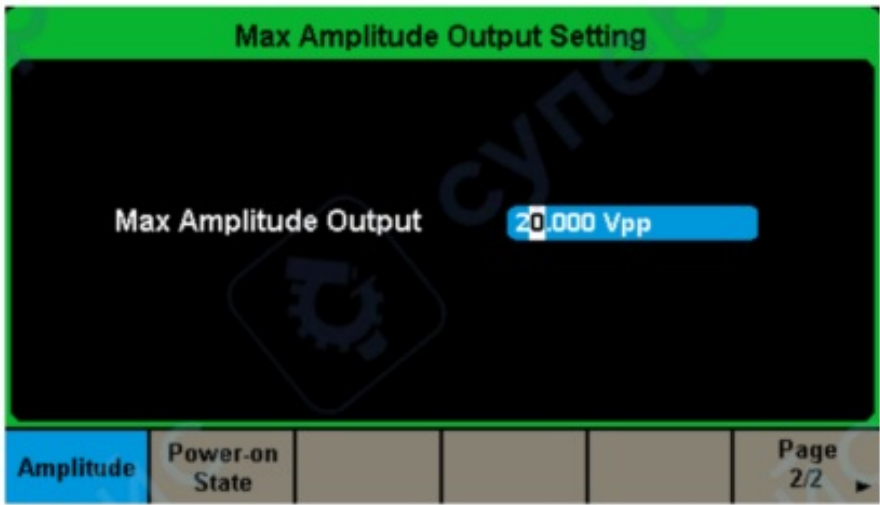 Max Amplitude Output Setting
Max Amplitude Output 20.000 Vpp
Amplitude
Power-on
State
Page
2/2
супер